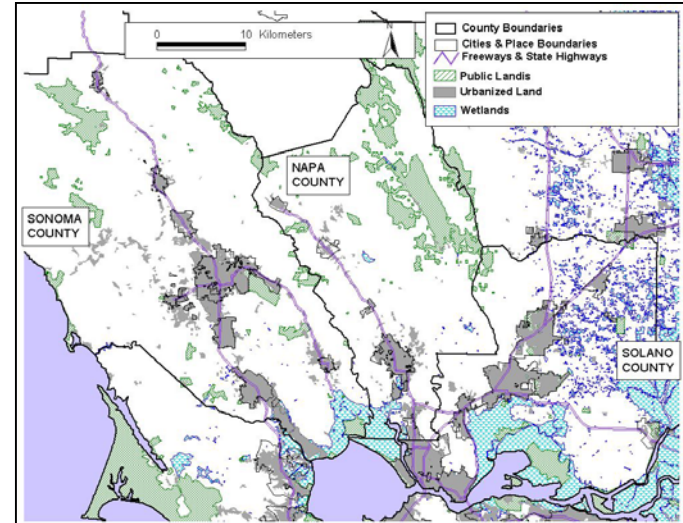 0 10 Kilometers
County Boundaries
Cities & Place Boundaries
Freeways & State Highways
Public Landis
Urbanized Land
Wetlands
NAPA
COUNTY
SONOMA
COUNTY
SOLANO
COUNTY